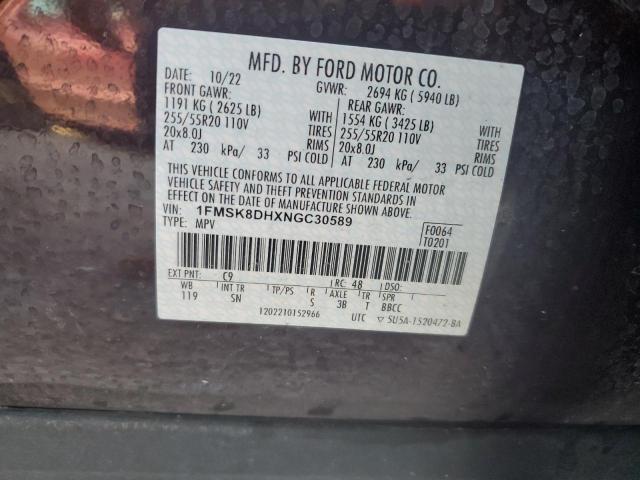 MFD. BY FORD MOTOR CO.
DATE: 10/22 GVWR: 2694 KG ( 5940 LB)
FRONT GAWR: REAR GAWR:
1191 KG ( 2625 LB) 1554 KG ( 3425 LB)
255/55R20 110V TIRES 255/55R20 110V TIRES
20x8.0J RIMS 20x8.0J RIMS
AT 230 kPa/ 33 PSI COLD AT 230 kPa/ 33 PSI COLD
THIS VEHICLE CONFORMS TO ALL APPLICABLE FEDERAL MOTOR
VEHICLE SAFETY AND THEFT PREVENTION STANDARDS IN
EFFECT ON THE DATE OF MANUFACTURE SHOWN ABOVE.
VIN: 1FMSK8DHXNGC30589 F0064
TYPE: MPV T0201
EXT PNT: C9 RC: 48 DSO:
WB INT TR TP/PS R AXLE TR SPR
119 SN S 3B T BBCC
1202210152966 UTC ▽ 5U5A-1520472-BA